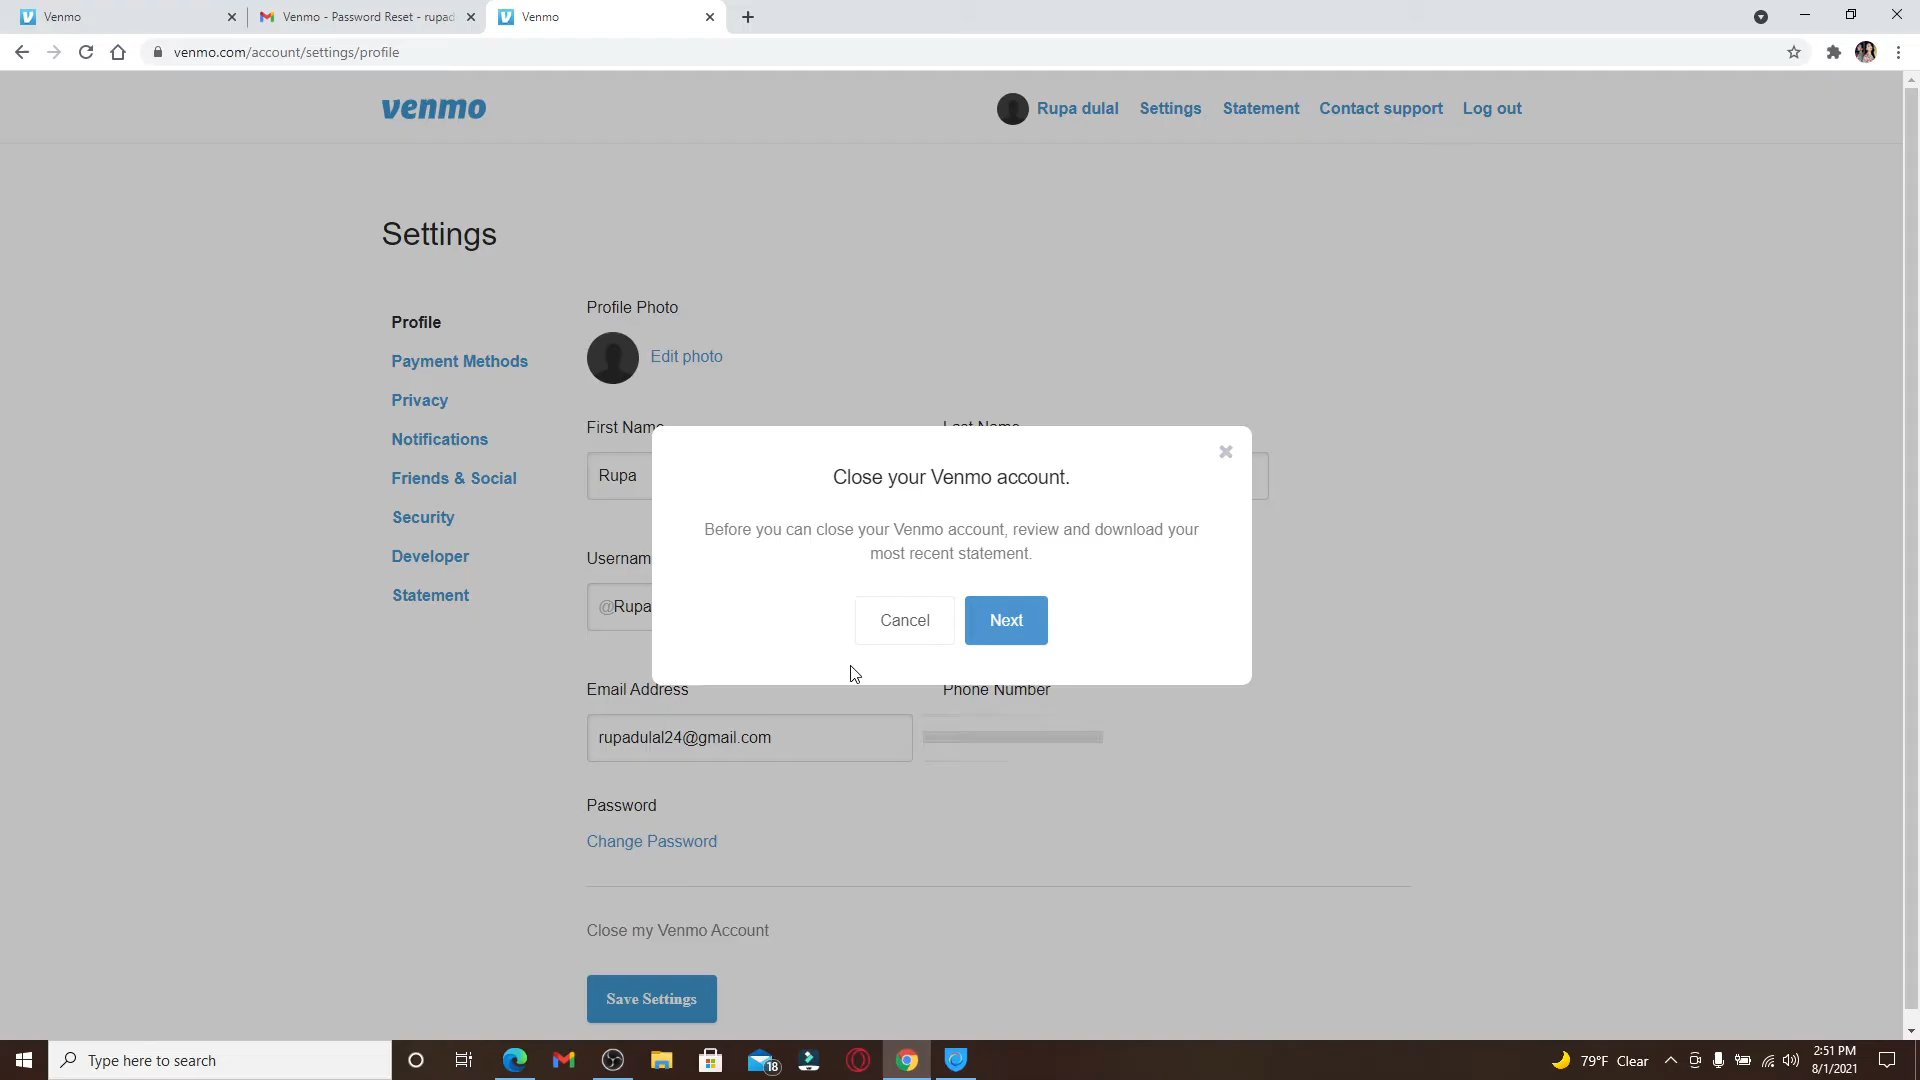 Venmo
Venmo - Password Reset - rupad
Venmo
venmo.com/account/settings/profile
venmo
Rupa dulal
Settings
Statement
Contact support
Log out
Settings
Profile
Payment Methods
Privacy
Notifications
Friends & Social
Security
Developer
Statement
Profile Photo
Edit photo
First Name
Last Name
Rupa
Close your Venmo account.
Before you can close your Venmo account, review and download your
most recent statement.
Cancel
Next
Usernam
@Rupa
Email Address
Phone Number
rupadulal24@gmail.com
Password
Change Password
Close my Venmo Account
Save Settings
Type here to search
18
79°F Clear
2:51 PM
8/1/2021